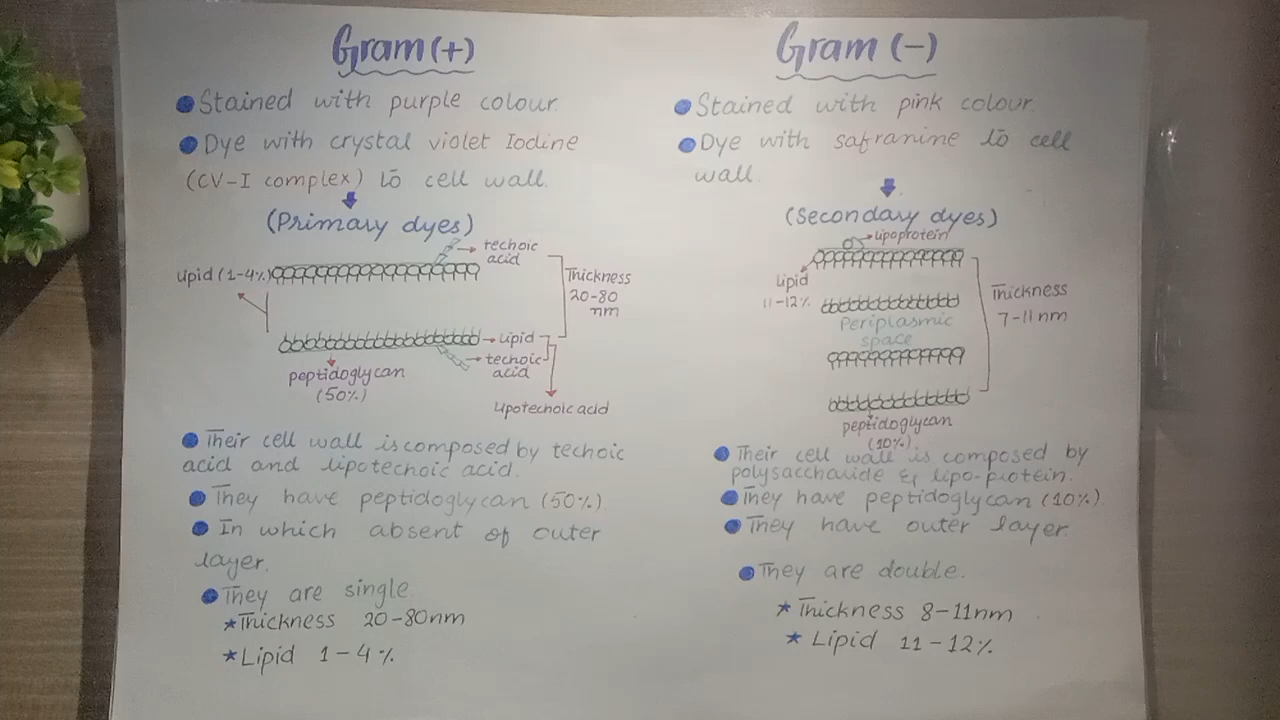 Gram (+)
Stained with purple colour.
Dye with crystal violet Iodine
(CV-I complex) to cell wall.
(Primary dyes)
techoic
acid
Lipid (1-4%)
Thickness
20-80
nm
Lipid
techoic
acid
peptidoglycan
(50%)
Lipotechoic acid
Their cell wall is composed by techoic
acid and lipotechoic acid.
They have peptidoglycan (50%)
In which absent of outer
layer.
They are single.
*Thickness 20-80nm
*Lipid 1-4%
Gram (-)
Stained with pink colour.
Dye with safranine to cell
wall.
(Secondary dyes)
Lipoprotein
Lipid
11-12%
Periplasmic
space
Thickness
7-11nm
peptidoglycan
(10%)
Their cell wall is composed by
polysaccharide & lipo-protein.
They have peptidoglycan (10%)
They have outer layer.
They are double.
* Thickness 8-11nm
* Lipid 11-12%